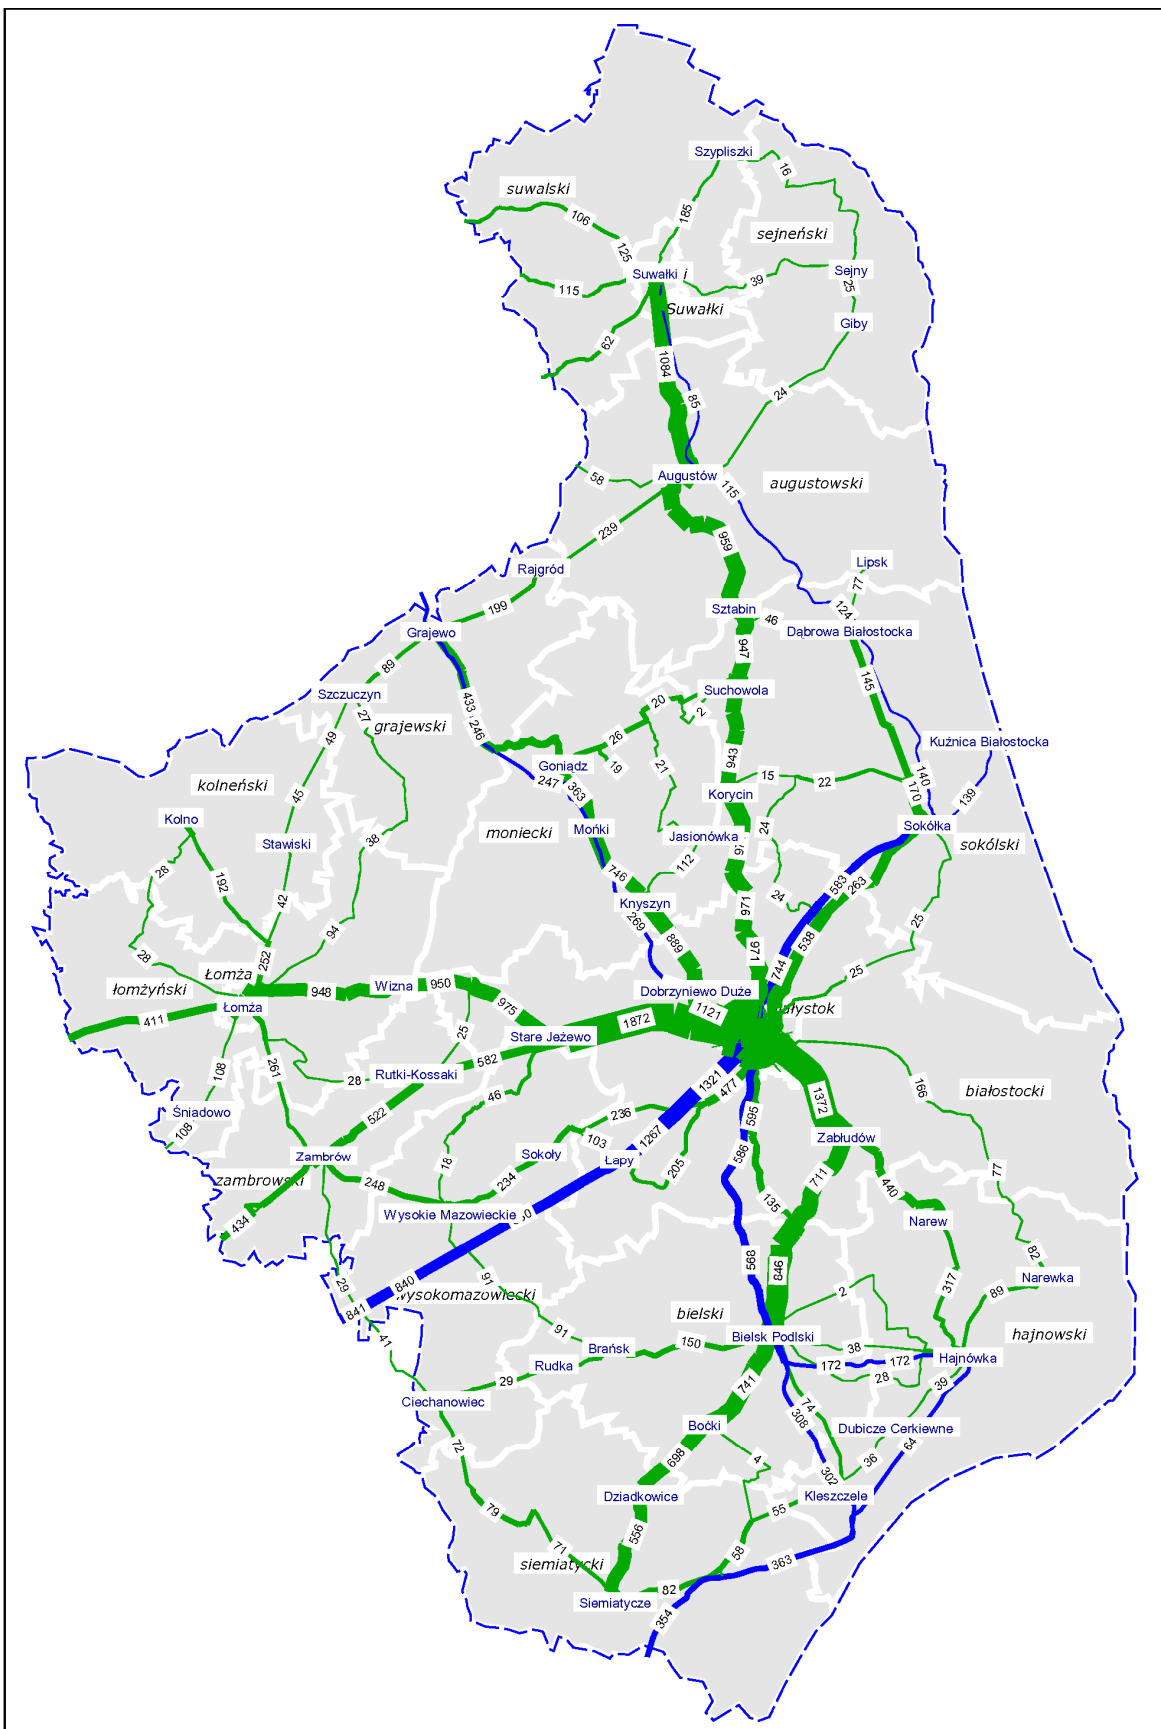 Szypliszki
16
suwalski
106
185
sejneński
125
Suwałki
i
Sejny
39
25
115
Suwałki
Giby
62
1084
85
24
58
Augustów
115
augustowski
239
959
Rajgród
Lipsk
77
199
Sztabin
124
46
Grajewo
Dąbrowa Białostocka
947
89
145
Szczuczyn
433
Suchowola
20
2
27
grajewski
246
26
49
Kuźnica Białostocka
943
Goniądz
19
21
247
15
22
140
kolneński
363
Korycin
170
139
45
Kolno
moniecki
Mońki
24
Sokółka
Jasionówka
Stawiski
38
97
sokólski
112
28
192
746
583
263
Knyszyn
24
42
971
94
269
25
889
538
28
252
971
744
Łomża
25
łomżyński
Wizna
950
948
Dobrzyniewo Duże
Łomża
975
1121
ałystok
411
1872
25
Stare Jeżewo
582
261
108
28
Rutki-Kossaki
1321
477
166
białostocki
46
1372
522
Śniadowo
236
595
108
103
1267
Zabłudów
Zambrów
Sokoły
Łapy
586
18
205
711
77
zambrowski
248
234
440
135
434
Wysokie Mazowieckie
0
Narew
568
846
82
29
840
91
Narewka
wysokomazowiecki
2
317
89
841
bielski
91
Bielsk Podlski
hajnowski
41
150
38
Brańsk
Hajnówka
Rudka
172
172
29
28
39
741
Ciechanowiec
74
308
Boćki
Dubicze Cerkiewne
72
64
698
4
36
302
Dziadkowice
Kleszczele
79
55
556
71
58
siemiatycki
363
82
Siemiatycze
354